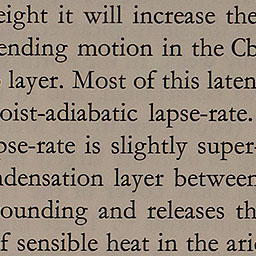 eight it will increase the
ending motion in the Cb
layer. Most of this laten
oist-adiabatic lapse-rate.
pse-rate is slightly super-
ndensation layer between
ounding and releases th
f sensible heat in the ari